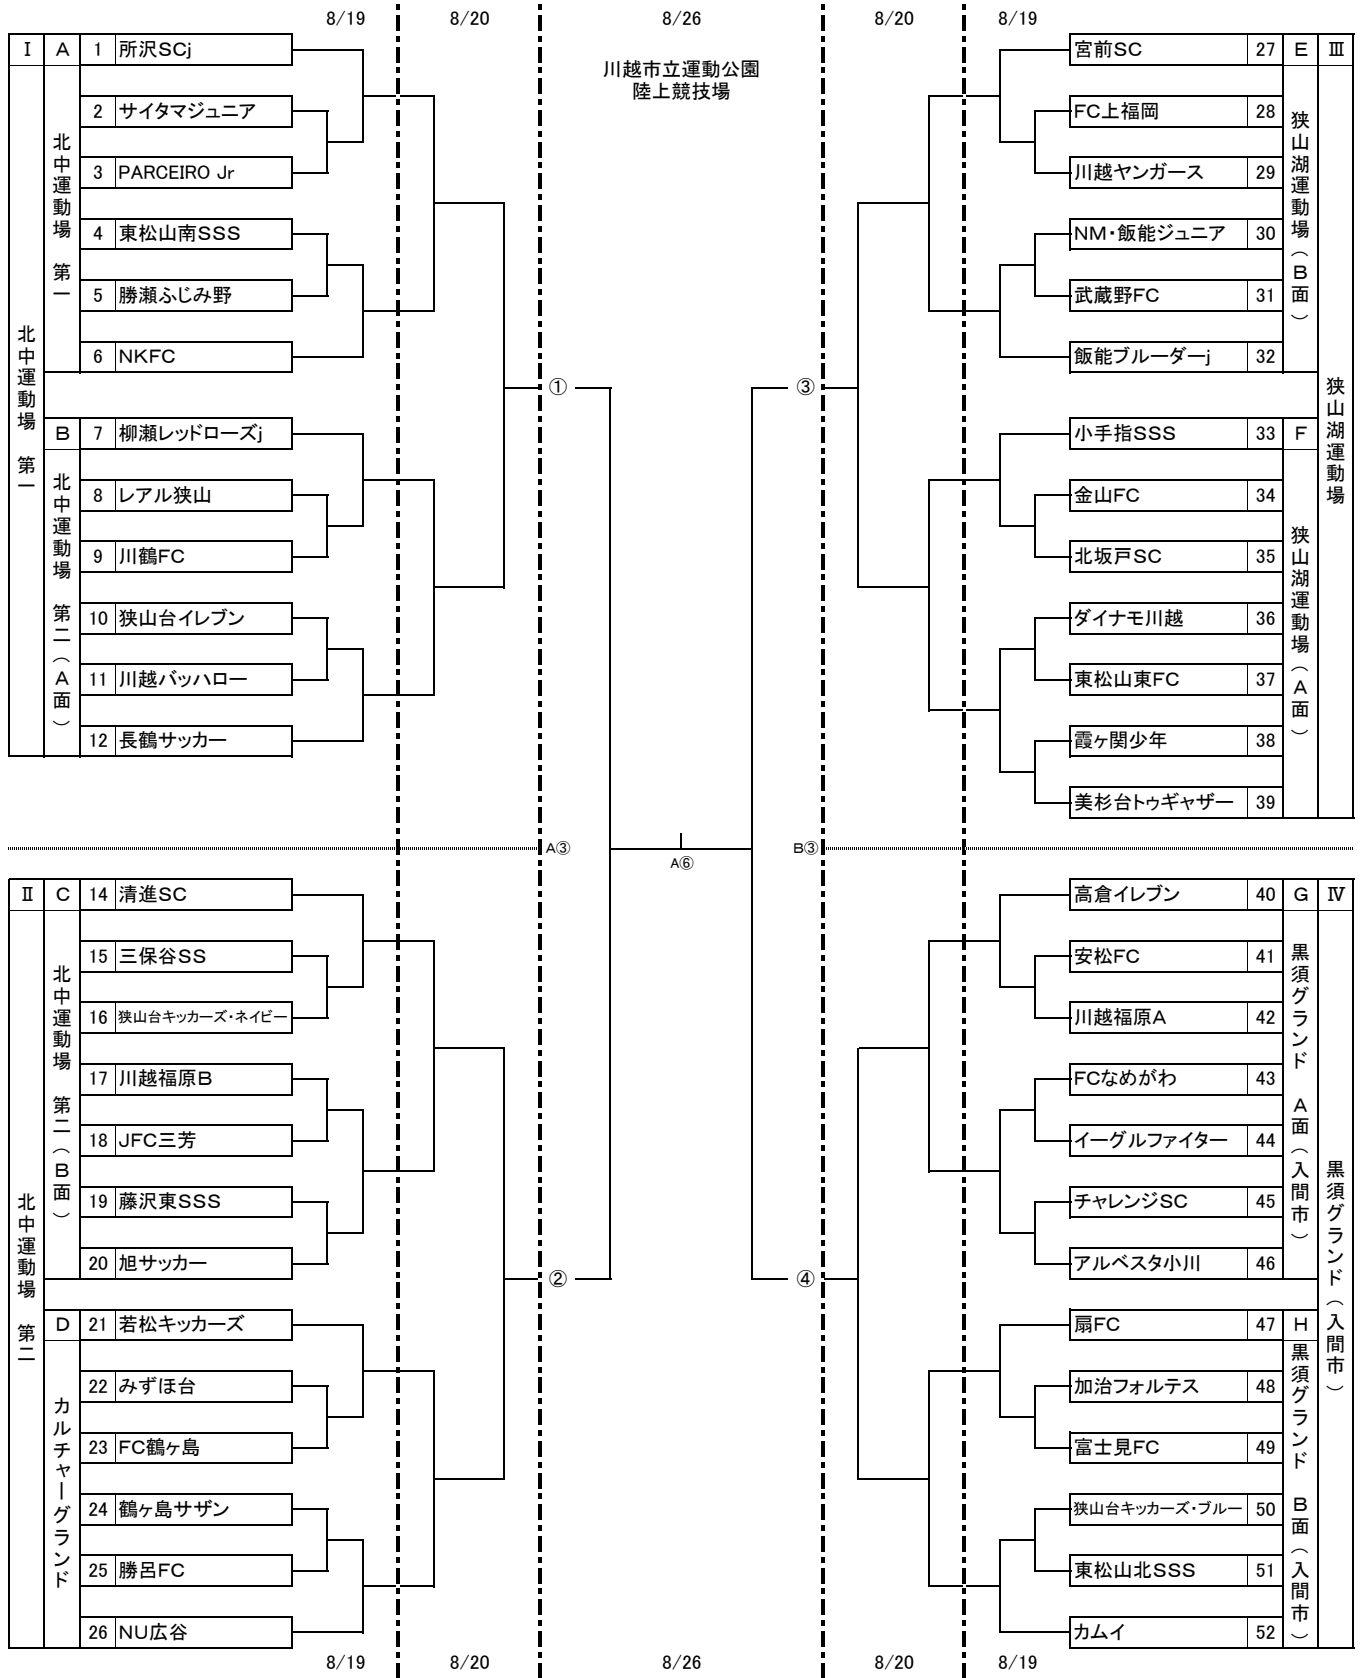 8/19 8/20 8/26 8/20 8/19
川越市立運動公園
陸上競技場
Ⅰ A 1 所沢SCj
2 サイタマジュニア
3 PARCEIRO Jr
4 東松山南SSS
5 勝瀬ふじみ野
6 NKFC
北中運動場 第一
北中運動場 第一
B 7 柳瀬レッドローズj
8 レアル狭山
9 川鶴FC
10 狭山台イレブン
11 川越バッハロー
12 長鶴サッカー
北中運動場 第二(A面)
①
③
宮前SC 27 E Ⅲ
FC上福岡 28
川越ヤンガース 29
NM・飯能ジュニア 30
武蔵野FC 31
飯能ブルーダーj 32
狭山湖運動場(B面)
狭山湖運動場
小手指SSS 33 F
金山FC 34
北坂戸SC 35
ダイナモ川越 36
東松山東FC 37
霞ヶ関少年 38
美杉台トゥギャザー 39
狭山湖運動場(A面)
A③ A⑥ B③
Ⅱ C 14 清進SC
15 三保谷SS
16 狭山台キッカーズ・ネイビー
17 川越福原B
18 JFC三芳
19 藤沢東SSS
20 旭サッカー
北中運動場 第二(B面)
北中運動場 第二
D 21 若松キッカーズ
22 みずほ台
23 FC鶴ヶ島
24 鶴ヶ島サザン
25 勝呂FC
26 NU広谷
カルチャーグランド
②
④
高倉イレブン 40 G Ⅳ
安松FC 41
川越福原A 42
FCなめがわ 43
イーグルファイター 44
チャレンジSC 45
アルベスタ小川 46
黒須グランド A面(入間市)
黒須グランド(入間市)
扇FC 47 H
加治フォルテス 48
富士見FC 49
狭山台キッカーズ・ブルー 50
東松山北SSS 51
カムイ 52
黒須グランド B面(入間市)
8/19 8/20 8/26 8/20 8/19